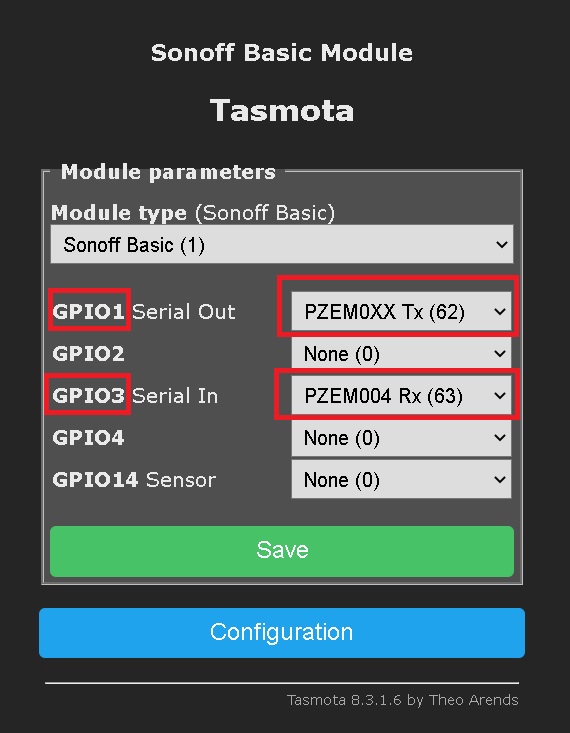 Sonoff Basic Module
Tasmota
Module parameters
Module type (Sonoff Basic)
Sonoff Basic (1)
GPIO1 Serial Out PZEM0XX Tx (62)
GPIO2 None (0)
GPIO3 Serial In PZEM004 Rx (63)
GPIO4 None (0)
GPIO14 Sensor None (0)
Save
Configuration
Tasmota 8.3.1.6 by Theo Arends